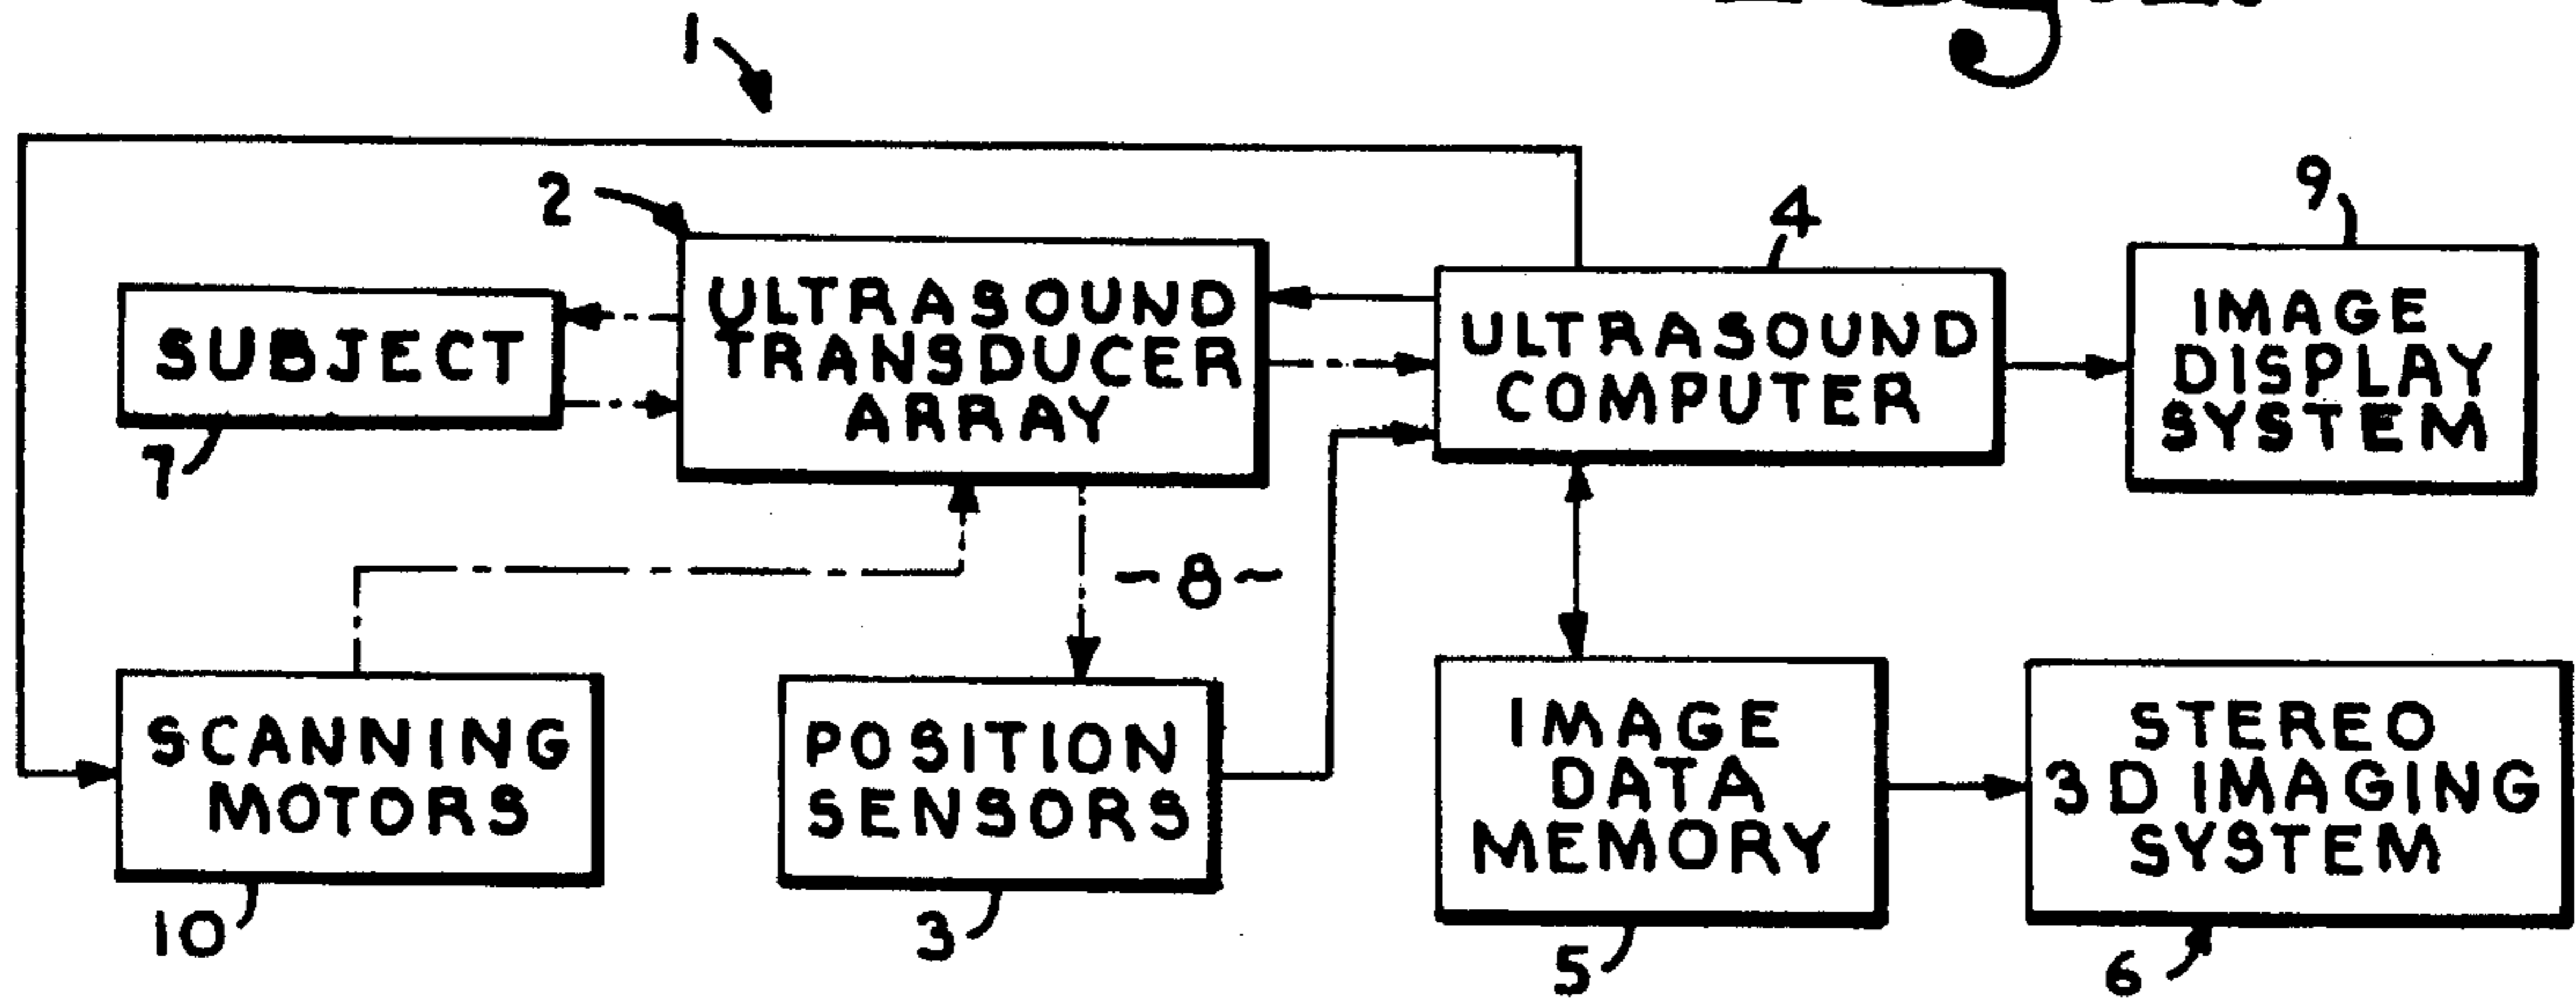 1
2
4
9
SUBJECT
ULTRASOUND
TRANSDUCER
ARRAY
ULTRASOUND
COMPUTER
IMAGE
DISPLAY
SYSTEM
7
~8~
SCANNING
MOTORS
POSITION
SENSORS
IMAGE
DATA
MEMORY
STEREO
3D IMAGING
SYSTEM
10
3
5
6